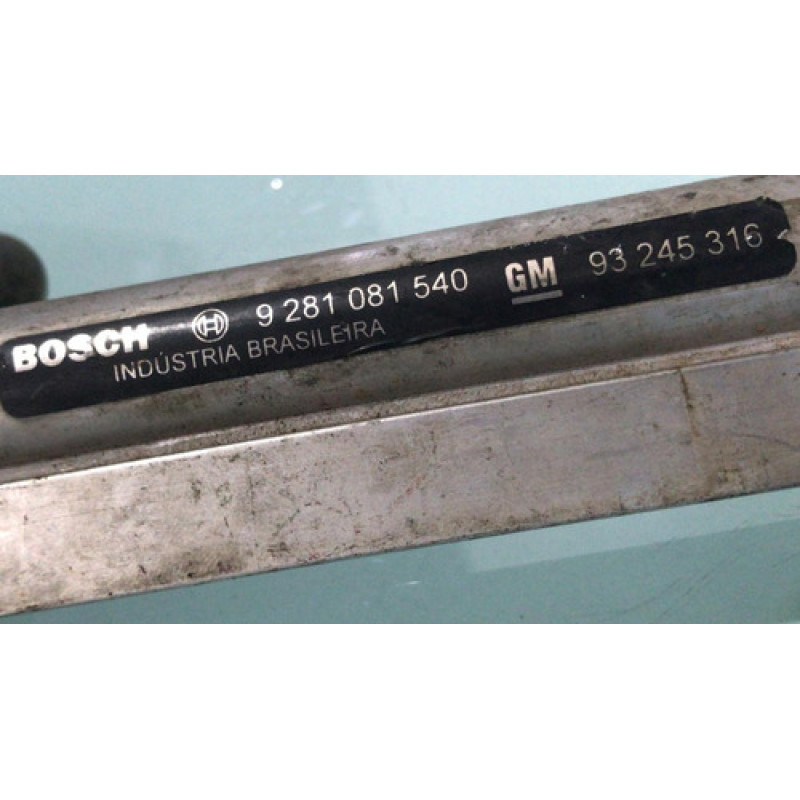 BOSCH 9 281 081 540 GM 93 245 316
INDÚSTRIA BRASILEIRA